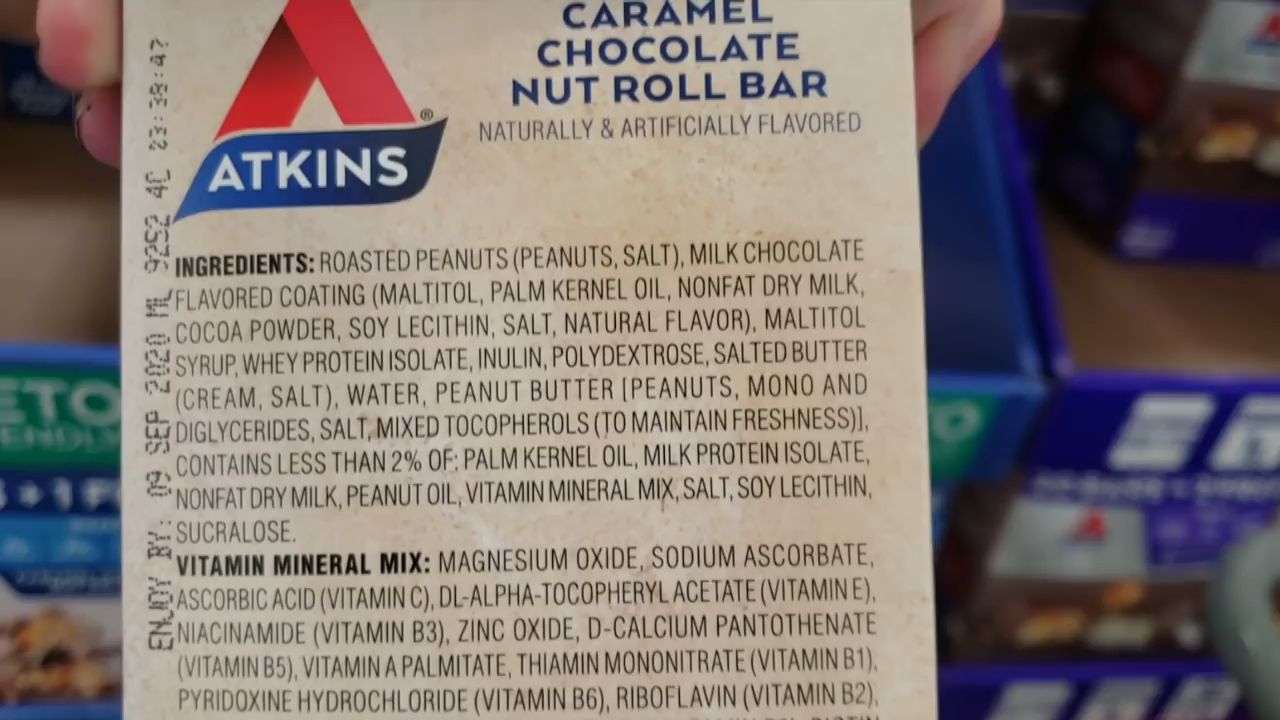 CARAMEL
CHOCOLATE
NUT ROLL BAR
NATURALLY & ARTIFICIALLY FLAVORED
®
ATKINS
INGREDIENTS: ROASTED PEANUTS (PEANUTS, SALT), MILK CHOCOLATE
FLAVORED COATING (MALTITOL, PALM KERNEL OIL, NONFAT DRY MILK,
COCOA POWDER, SOY LECITHIN, SALT, NATURAL FLAVOR), MALTITOL
SYRUP, WHEY PROTEIN ISOLATE, INULIN, POLYDEXTROSE, SALTED BUTTER
(CREAM, SALT), WATER, PEANUT BUTTER [PEANUTS, MONO AND
DIGLYCERIDES, SALT, MIXED TOCOPHEROLS (TO MAINTAIN FRESHNESS)],
CONTAINS LESS THAN 2% OF: PALM KERNEL OIL, MILK PROTEIN ISOLATE,
NONFAT DRY MILK, PEANUT OIL, VITAMIN MINERAL MIX, SALT, SOY LECITHIN,
SUCRALOSE.
VITAMIN MINERAL MIX: MAGNESIUM OXIDE, SODIUM ASCORBATE,
ASCORBIC ACID (VITAMIN C), DL-ALPHA-TOCOPHERYL ACETATE (VITAMIN E),
NIACINAMIDE (VITAMIN B3), ZINC OXIDE, D-CALCIUM PANTOTHENATE
(VITAMIN B5), VITAMIN A PALMITATE, THIAMIN MONONITRATE (VITAMIN B1),
PYRIDOXINE HYDROCHLORIDE (VITAMIN B6), RIBOFLAVIN (VITAMIN B2),
ENJOY BY: 09 SEP 2020 ML 9252 4C 23:38:47
ETO